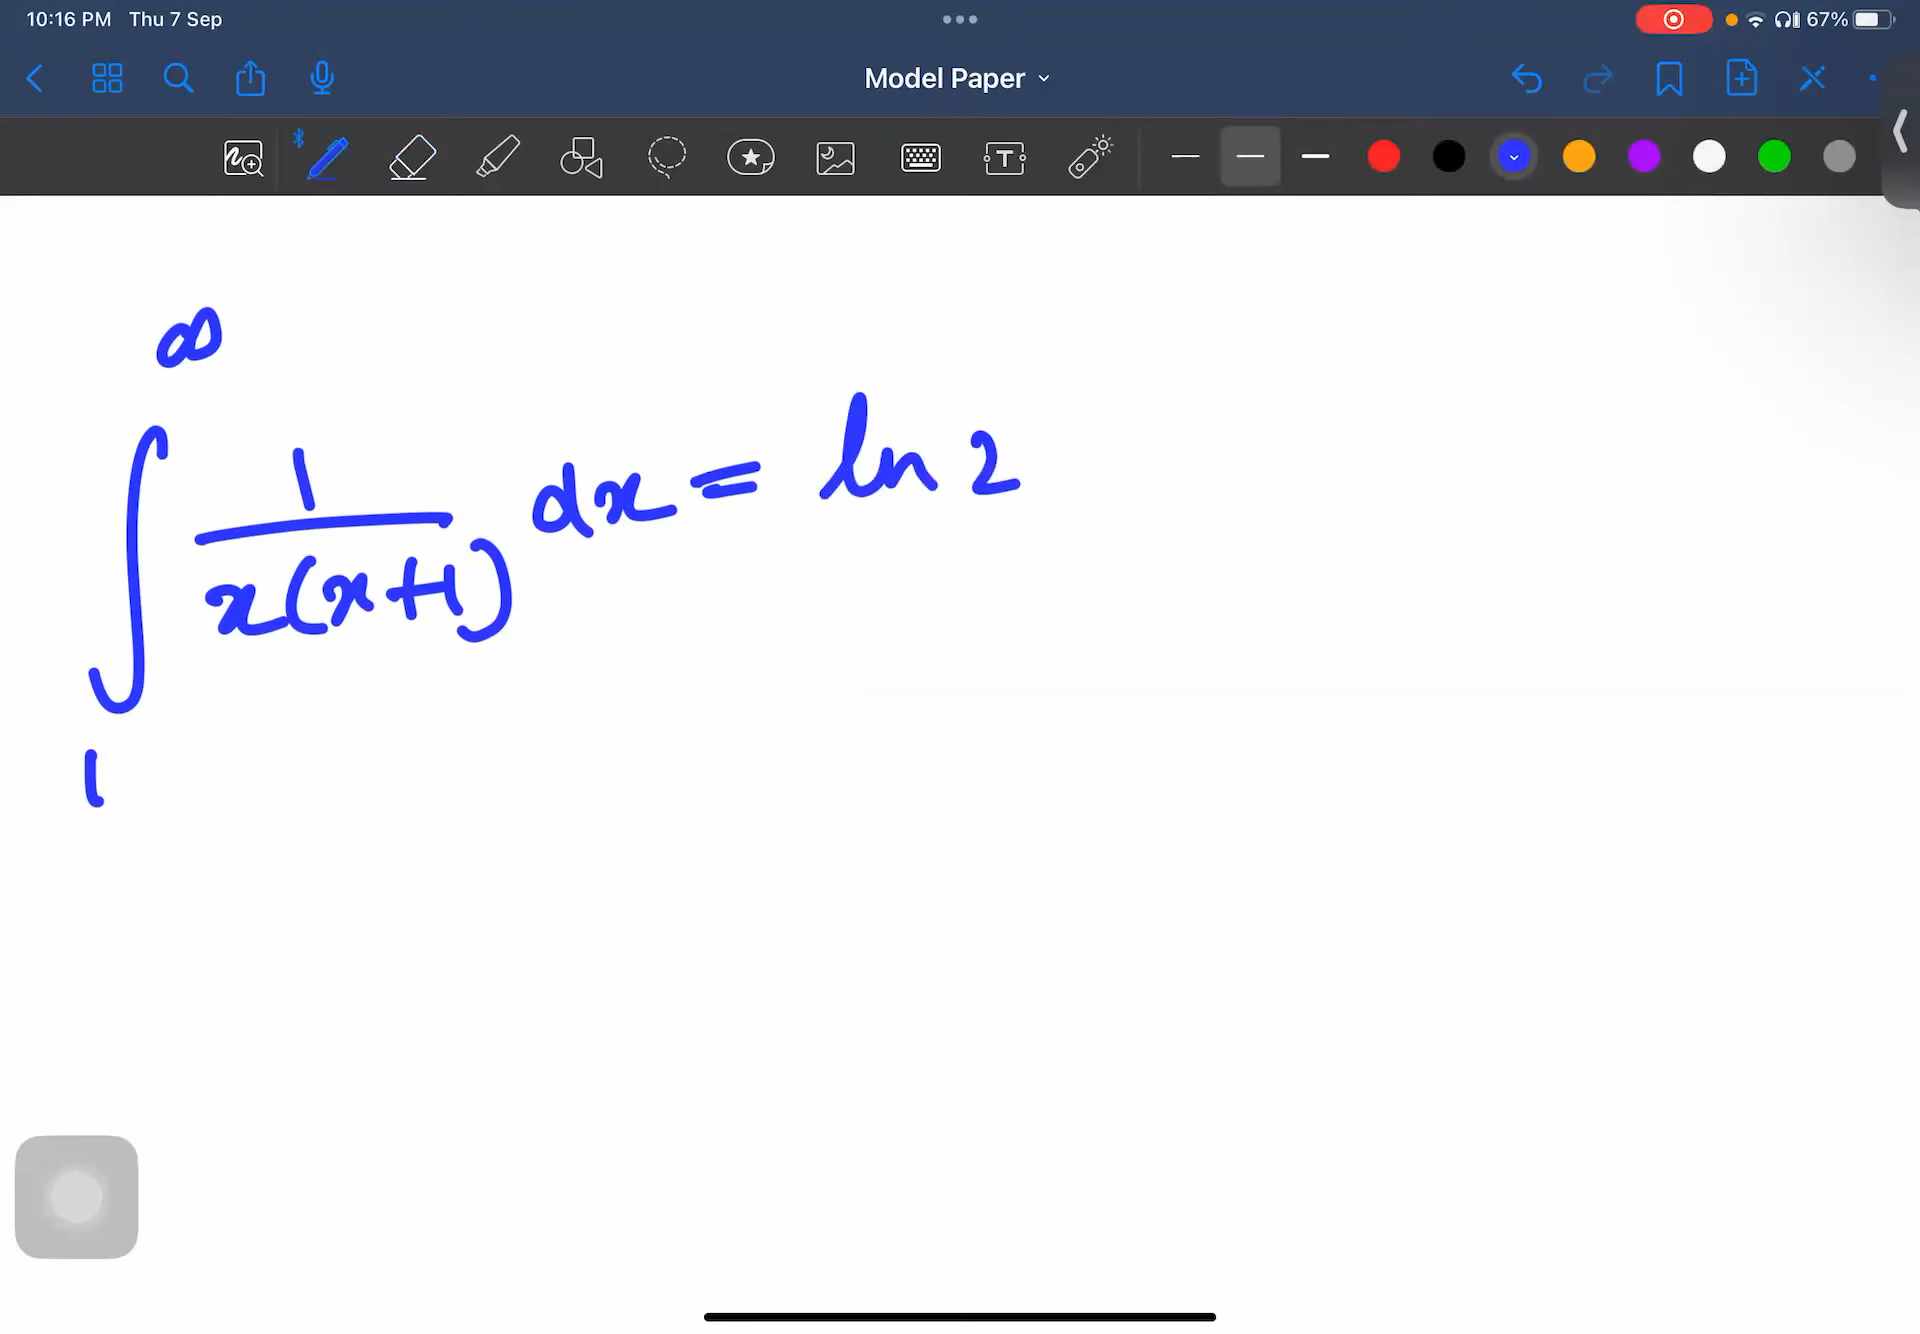 10:16 PM Thu 7 Sep
67%
Model Paper
T
∞
∫ 1/x(x+1) dx = ln 2
1